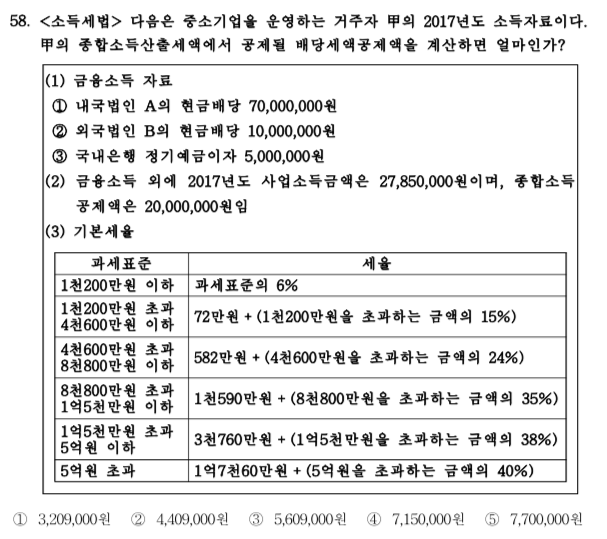 58. <소득세법> 다음은 중소기업을 운영하는 거주자 甲의 2017년도 소득자료이다.
甲의 종합소득산출세액에서 공제될 배당세액공제액을 계산하면 얼마인가?
(1) 금융소득 자료
① 내국법인 A의 현금배당 70,000,000원
② 외국법인 B의 현금배당 10,000,000원
③ 국내은행 정기예금이자 5,000,000원
(2) 금융소득 외에 2017년도 사업소득금액은 27,850,000원이며, 종합소득
공제액은 20,000,000원임
(3) 기본세율
과세표준 세율
1천200만원 이하 과세표준의 6%
1천200만원 초과
4천600만원 이하 72만원 + (1천200만원을 초과하는 금액의 15%)
4천600만원 초과
8천800만원 이하 582만원 + (4천600만원을 초과하는 금액의 24%)
8천800만원 초과
1억5천만원 이하 1천590만원 + (8천800만원을 초과하는 금액의 35%)
1억5천만원 초과
5억원 이하 3천760만원 + (1억5천만원을 초과하는 금액의 38%)
5억원 초과 1억7천60만원 + (5억원을 초과하는 금액의 40%)
① 3,209,000원 ② 4,409,000원 ③ 5,609,000원 ④ 7,150,000원 ⑤ 7,700,000원